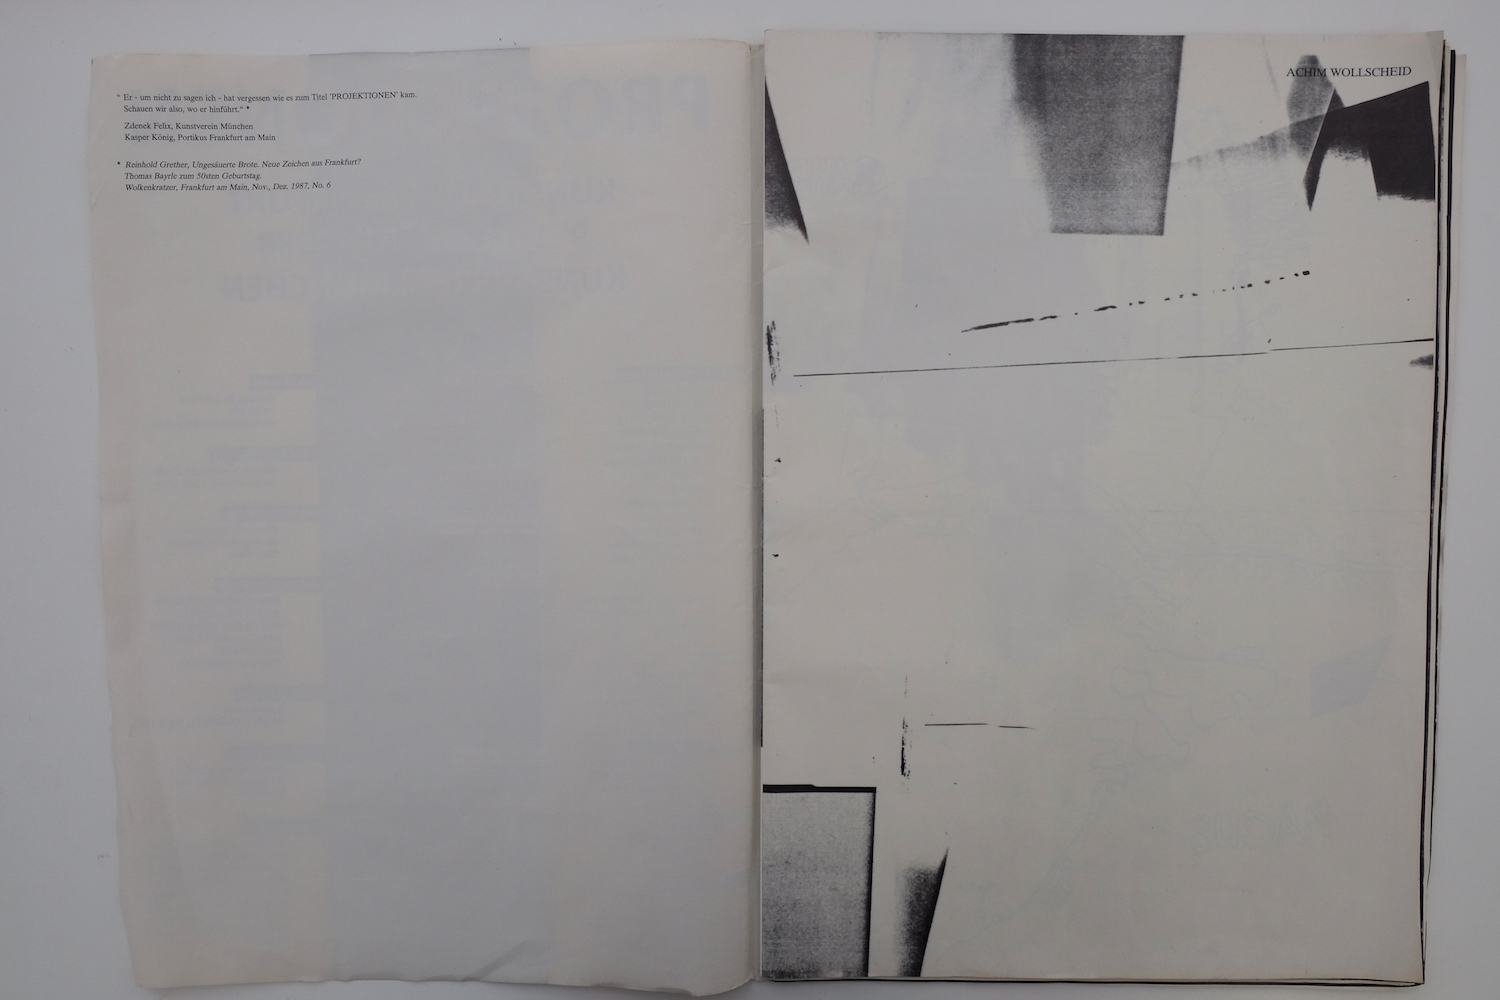 " Er - um nicht zu sagen ich - hat vergessen wie es zum Titel 'PROJEKTIONEN' kam.
Schauen wir also, wo er hinführt." *
Zdenek Felix, Kunstverein München
Kasper König, Portikus Frankfurt am Main
* Reinhold Grether, Ungesäuerte Brote. Neue Zeichen aus Frankfurt?
Thomas Bayrle zum 50sten Geburtstag.
Wolkenkratzer, Frankfurt am Main, Nov., Dez. 1987, No. 6
ACHIM WOLLSCHEID